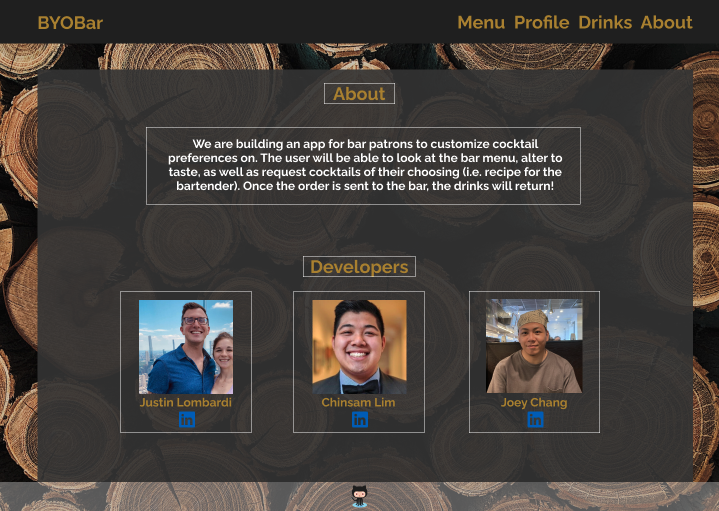 BYOBar
Menu Profile Drinks About
About
We are building an app for bar patrons to customize cocktail
preferences on. The user will be able to look at the bar menu, alter to
taste, as well as request cocktails of their choosing (i.e. recipe for the
bartender). Once the order is sent to the bar, the drinks will return!
Developers
Justin Lombardi
Chinsam Lim
Joey Chang
in
in
in